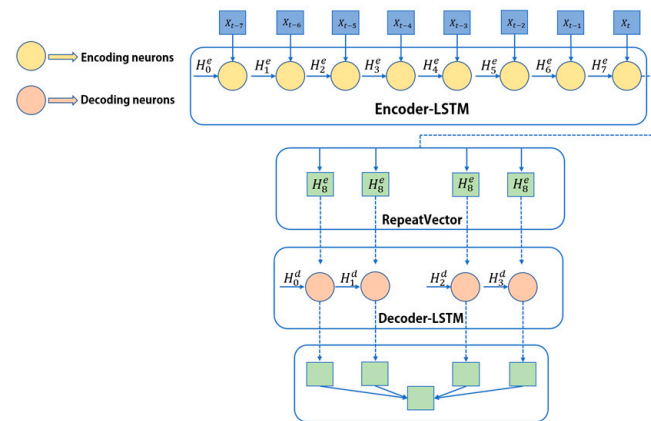 X_{t-7} X_{t-6} X_{t-5} X_{t-4} X_{t-3} X_{t-2} X_{t-1} X_t
Encoding neurons
H_0^e H_1^e H_2^e H_3^e H_4^e H_5^e H_6^e H_7^e
Decoding neurons
Encoder-LSTM
H_8^e H_8^e H_8^e H_8^e
RepeatVector
H_0^d H_1^d H_2^d H_3^d
Decoder-LSTM